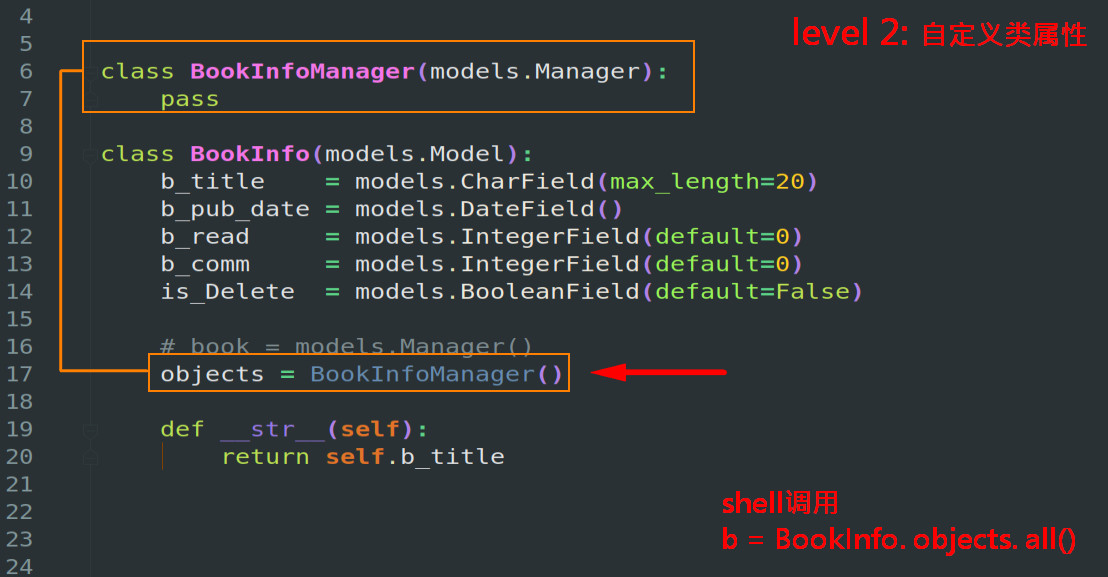 4
level 2: 自定义类属性
5
6 class BookInfoManager(models.Manager):
7     pass
8
9 class BookInfo(models.Model):
10     b_title    = models.CharField(max_length=20)
11     b_pub_date = models.DateField()
12     b_read     = models.IntegerField(default=0)
13     b_comm     = models.IntegerField(default=0)
14     is_Delete  = models.BooleanField(default=False)
15
16     # book = models.Manager()
17     objects = BookInfoManager()
18
19     def __str__(self):
20         return self.b_title
21
22
shell调用
23
b = BookInfo. objects. all()
24